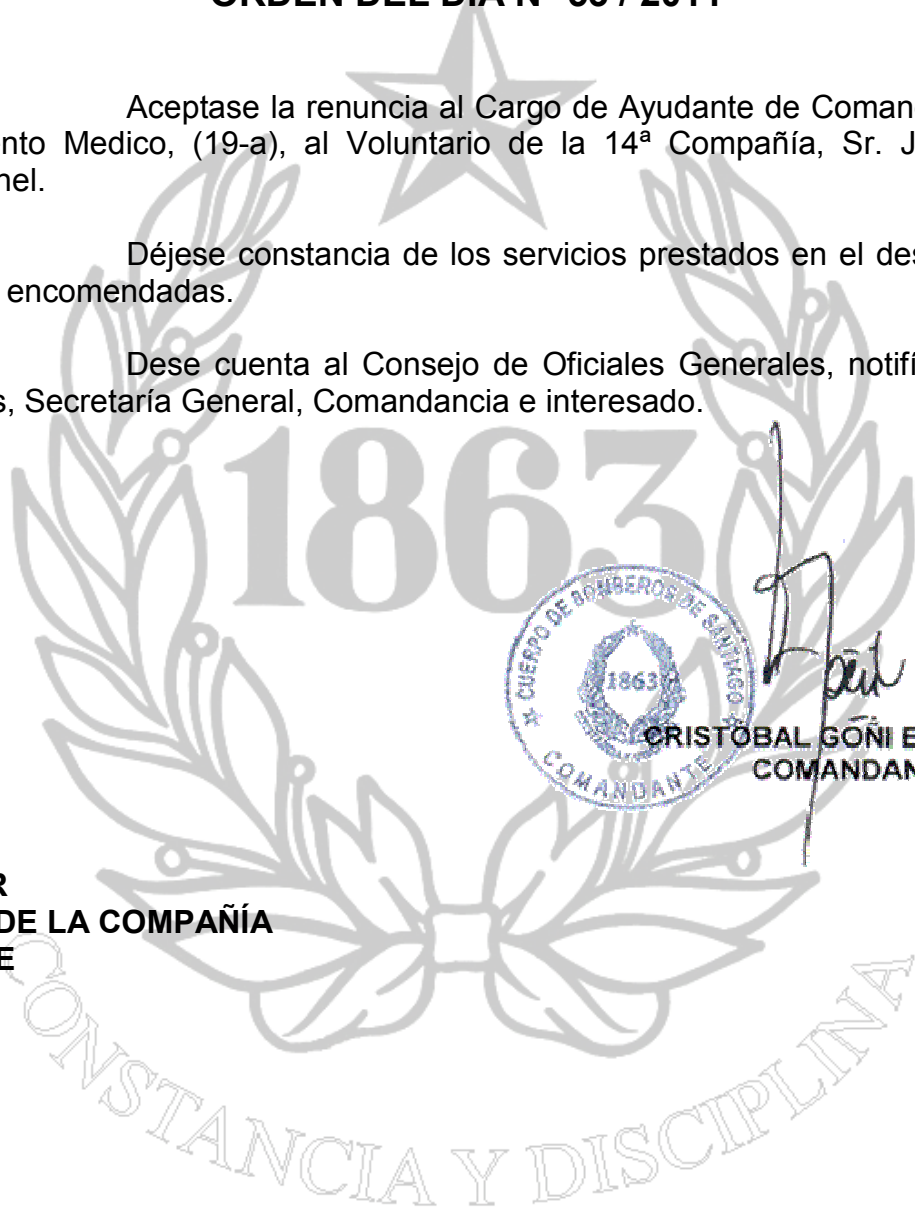 ORDEN DEL DÍA N° / 2011
Aceptase la renuncia al Cargo de Ayudante de Coman
nto Medico, (19-a), al Voluntario de la 14ª Compañía, Sr. J
nel.
Déjese constancia de los servicios prestados en el des
encomendadas.
Dese cuenta al Consejo de Oficiales Generales, notifí
s, Secretaría General, Comandancia e interesado.
1863
CUERPO DE BOMBEROS DE SANTIAGO
1863
COMANDANTE
CRISTÓBAL GOÑI E
COMANDAN
R
DE LA COMPAÑÍA
E
CONSTANCIA Y DISCIPLINA